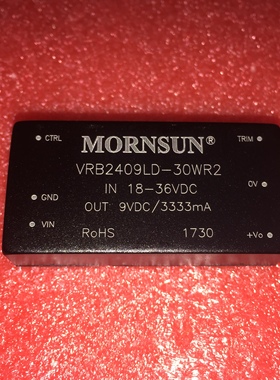 CTRL TRIM
MORNSUN®
VRB2409LD-30WR2
IN 18-36VDC 0V
GND OUT 9VDC/3333mA
VIN
RoHS 1730 +Vo